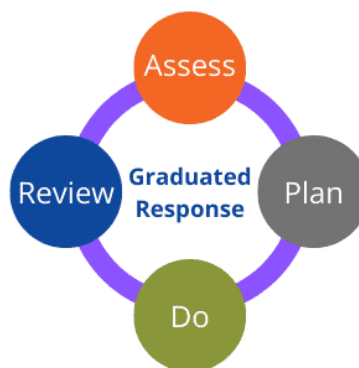 Assess
Review
Graduated
Response
Plan
Do